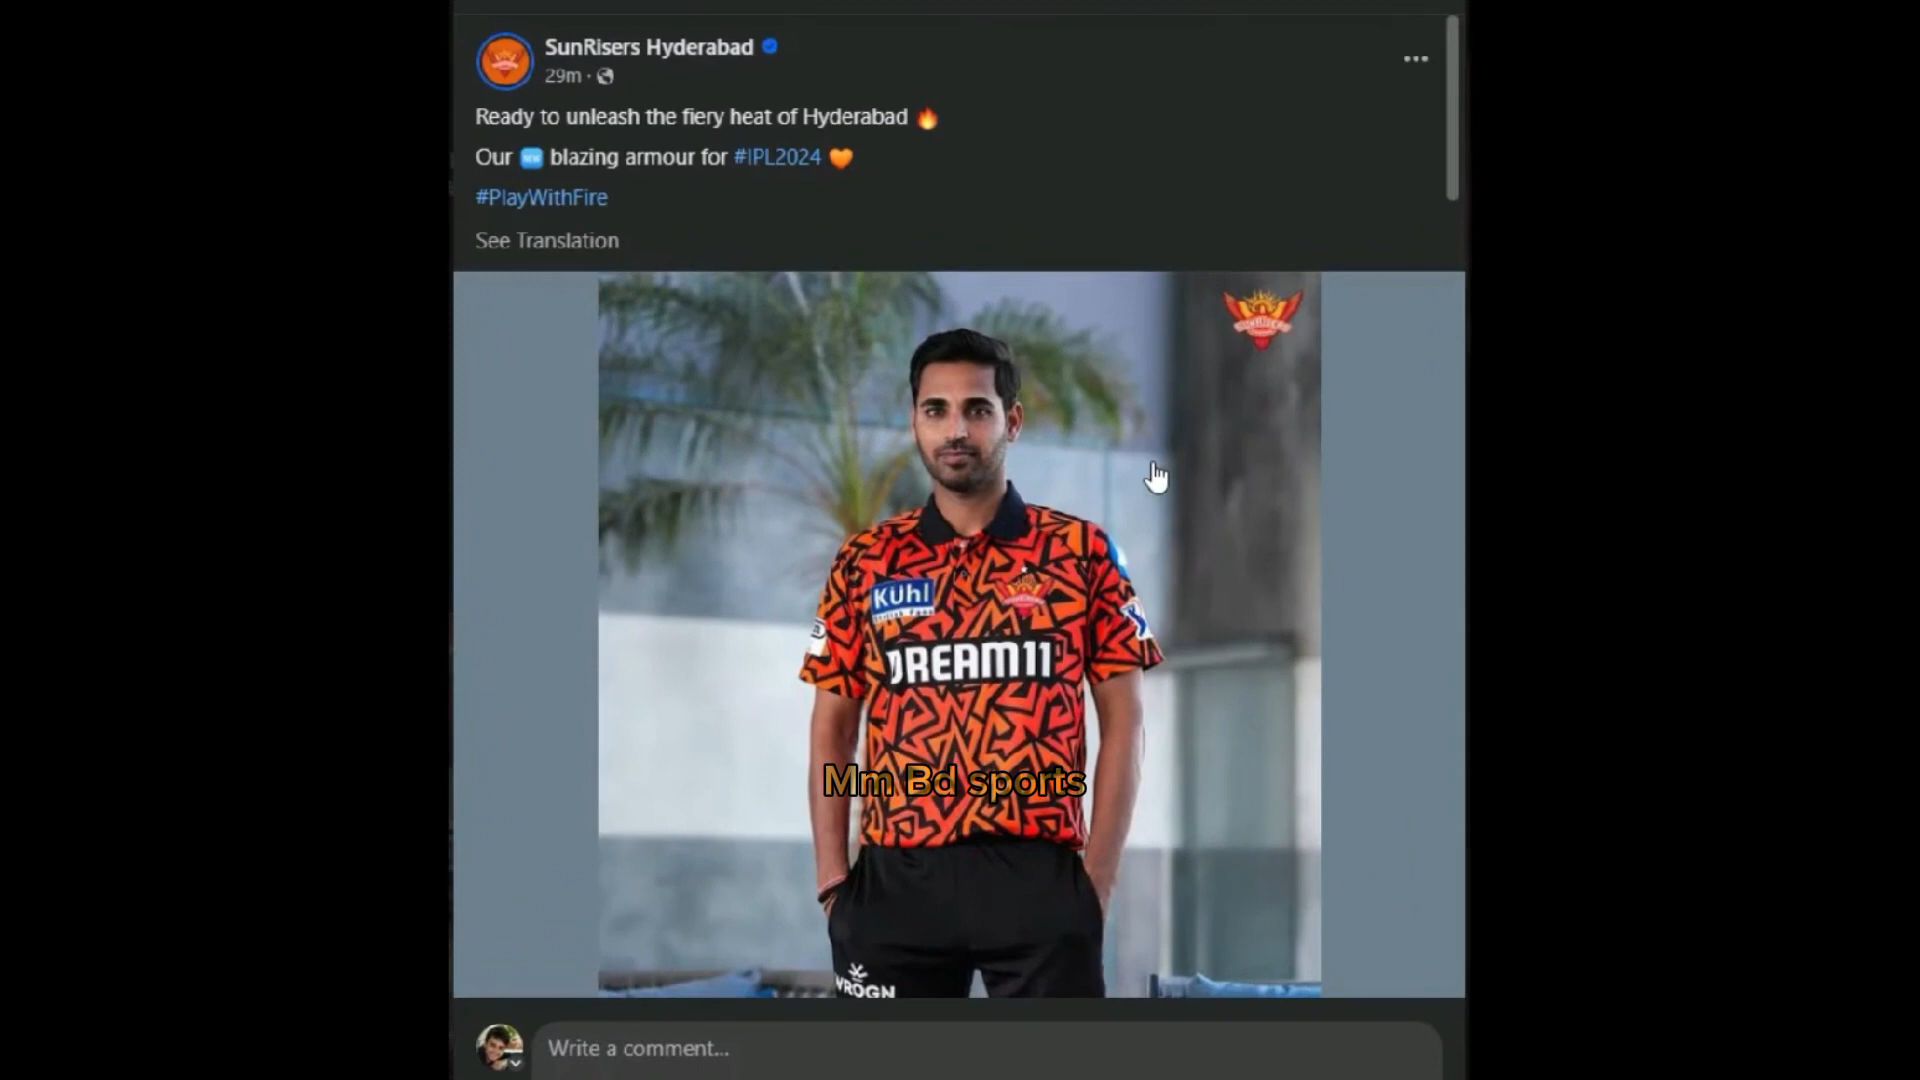 SunRisers Hyderabad
29m ·
Ready to unleash the fiery heat of Hyderabad 🔥
Our 🆕 blazing armour for #IPL2024 🧡
#PlayWithFire
See Translation
KÜhl
DREAM11
Mm Bd sports
WROGN
Write a comment...